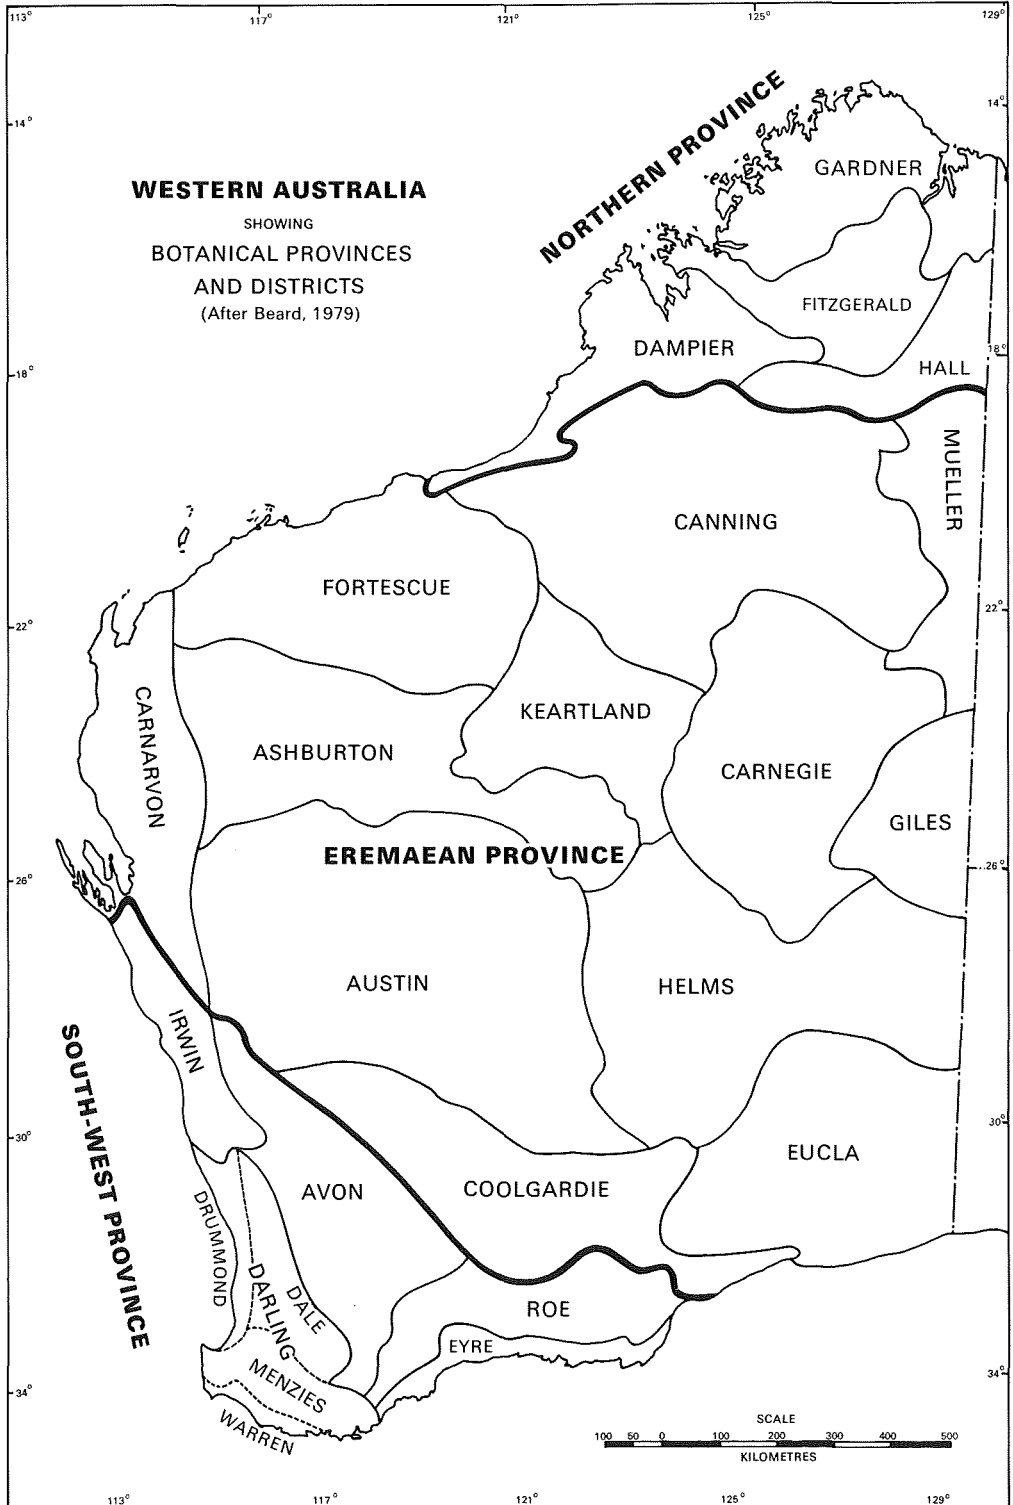 113°
117°
121°
125°
129°
14°
14°
WESTERN AUSTRALIA
SHOWING
BOTANICAL PROVINCES
AND DISTRICTS
(After Beard, 1979)
NORTHERN PROVINCE
GARDNER
FITZGERALD
DAMPIER
HALL
18°
18°
MUELLER
CANNING
FORTESCUE
22°
22°
CARNARVON
KEARTLAND
ASHBURTON
CARNEGIE
GILES
EREMAEAN PROVINCE
26°
26°
AUSTIN
HELMS
IRWIN
SOUTH-WEST PROVINCE
30°
30°
EUCLA
AVON
COOLGARDIE
DRUMMOND
DARLING
DALE
ROE
EYRE
MENZIES
WARREN
34°
34°
SCALE
100 50 0 100 200 300 400 500
KILOMETRES
113°
117°
121°
125°
129°